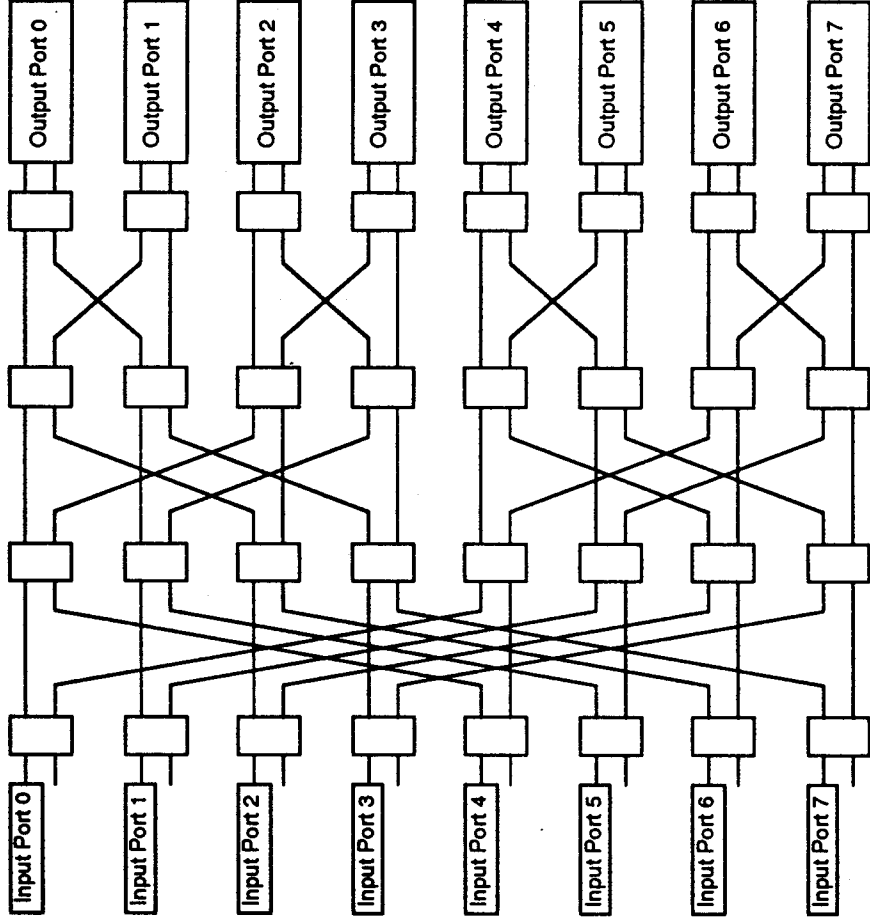 Output Port 0
Output Port 1
Output Port 2
Output Port 3
Output Port 4
Output Port 5
Output Port 6
Output Port 7
Input Port 0
Input Port 1
Input Port 2
Input Port 3
Input Port 4
Input Port 5
Input Port 6
Input Port 7